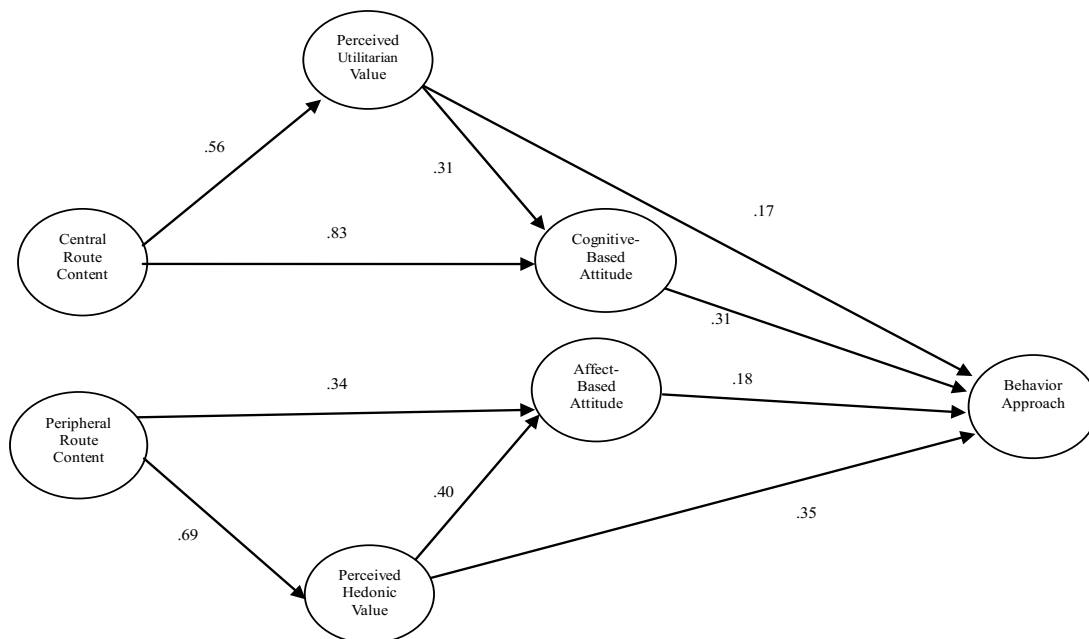 Perceived
Utilitarian
Value
.56
.31
.17
Central
Route
Content
.83
Cognitive-
Based
Attitude
.31
Affect-
Based
Attitude
.34
.18
Behavior
Approach
Peripheral
Route
Content
.40
.35
.69
Perceived
Hedonic
Value